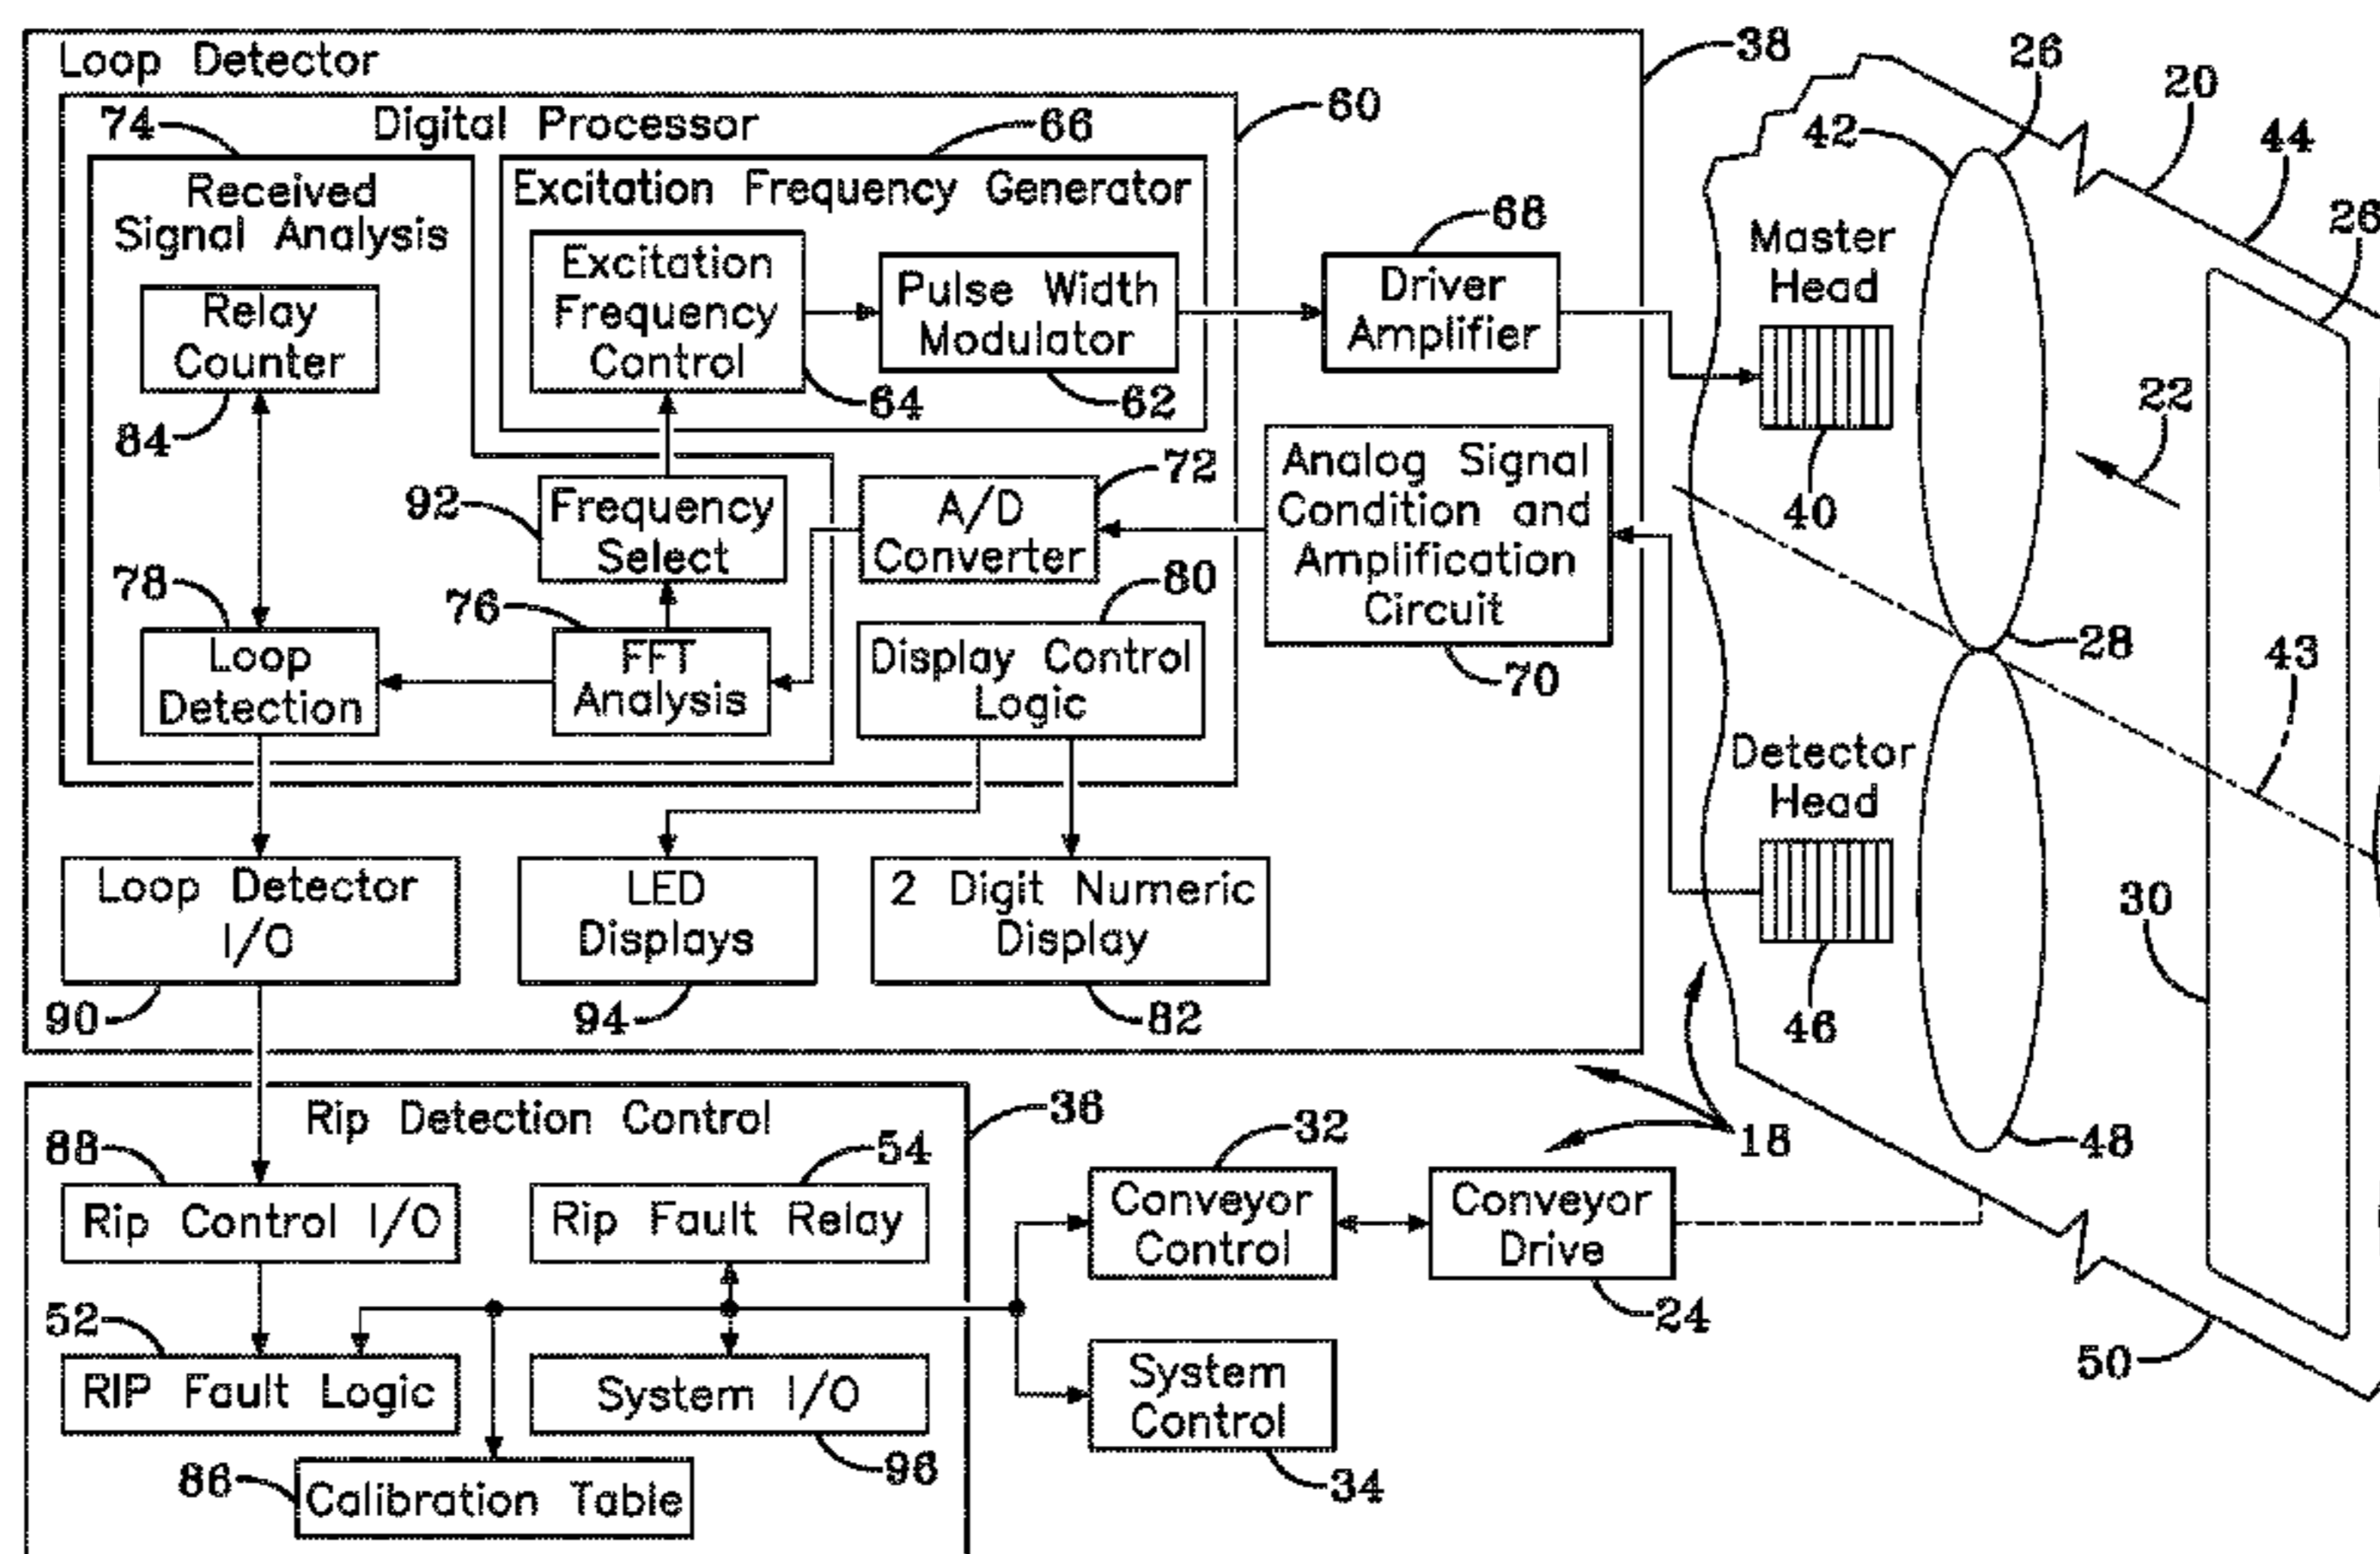 Loop Detector
38
Digital Processor
60
74
66
Received
Signal Analysis
Excitation Frequency Generator
Relay
Counter
84
Excitation
Frequency
Control
64
Pulse Width
Modulator
62
68
Driver
Amplifier
92
Frequency
Select
72
A/D
Converter
Analog Signal
Condition and
Amplification
Circuit
70
78
Loop
Detection
76
FFT
Analysis
80
Display Control
Logic
Loop Detector
I/O
90
LED
Displays
94
2 Digit Numeric
Display
82
26
20
44
42
26
Master
Head
40
22
28
43
Detector
Head
46
30
48
50
18
Rip Detection Control
36
88
Rip Control I/O
54
Rip Fault Relay
52
RIP Fault Logic
System I/O
96
86
Calibration Table
32
Conveyor
Control
Conveyor
Drive
24
System
Control
34